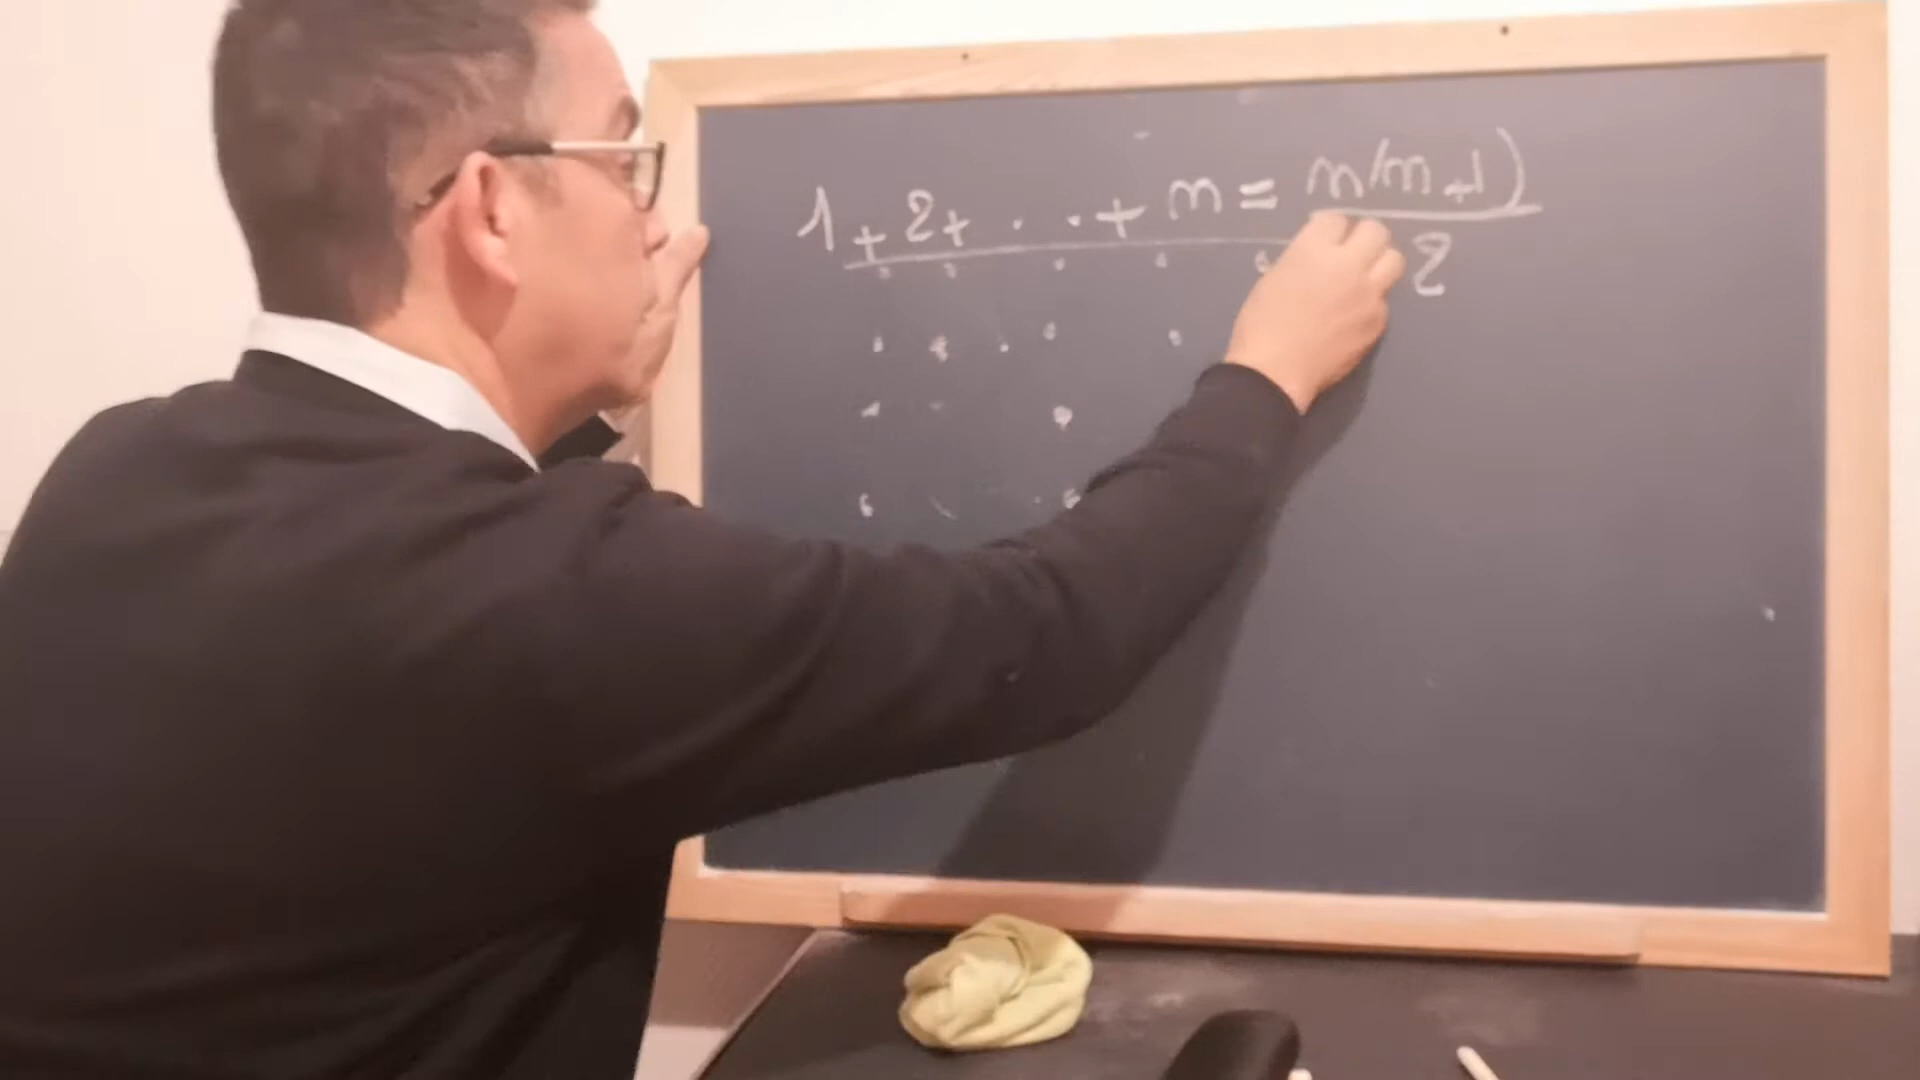 1 + 2 + . . + n = n(n+1)
2